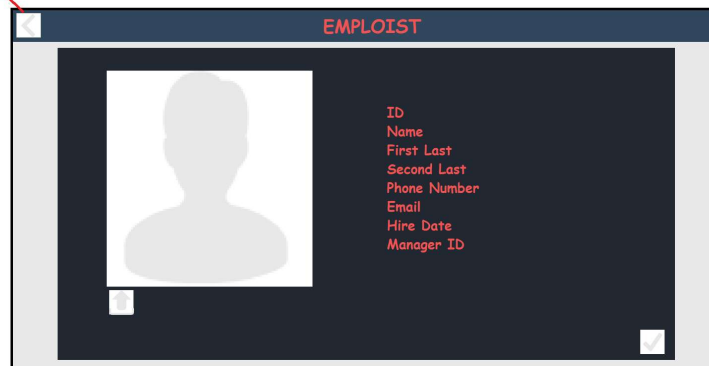 EMPLOIST
ID
Name
First Last
Second Last
Phone Number
Email
Hire Date
Manager ID